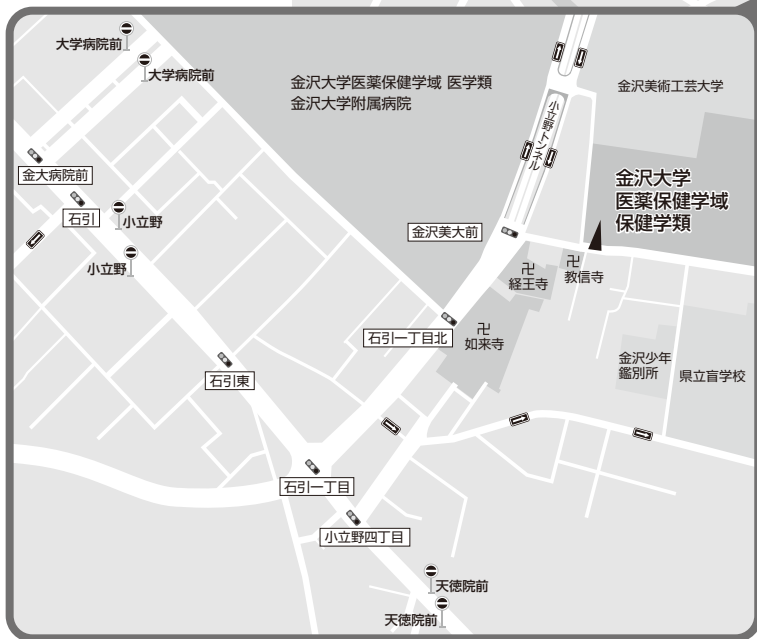 大学病院前
大学病院前
金沢大学医薬保健学域 医学類
金沢大学附属病院
金沢美術工芸大学
小立野トンネル
金大病院前
石引
小立野
小立野
金沢大学
医薬保健学域
保健学類
金沢美大前
卍
経王寺
卍
教信寺
石引一丁目北
卍
如来寺
石引東
金沢少年
鑑別所
県立盲学校
石引一丁目
小立野四丁目
天徳院前
天徳院前